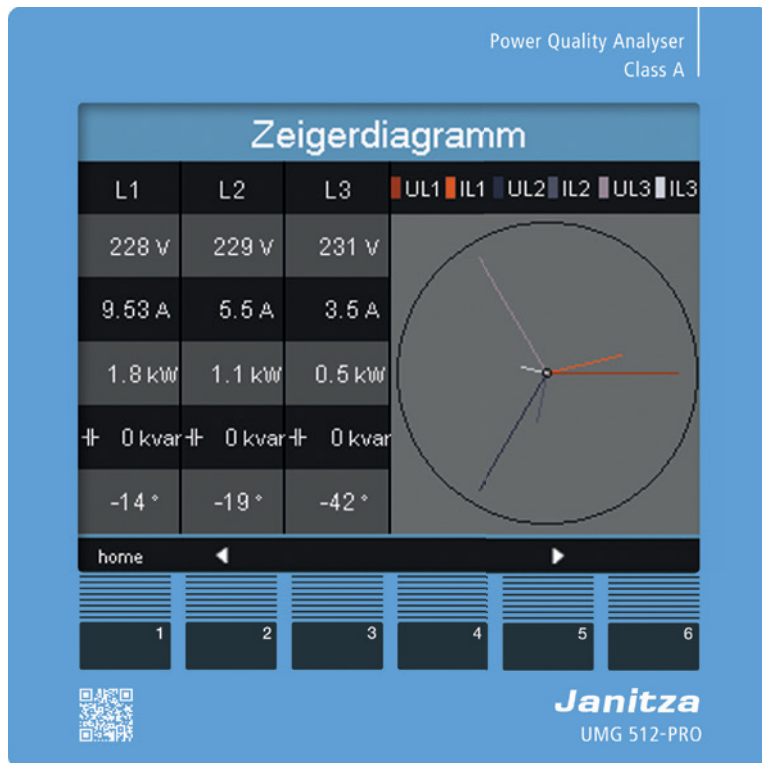 Power Quality Analyser
Class A
Zeigerdiagramm
L1 L2 L3 UL1 IL1 UL2 IL2 UL3 IL3
228 V 229 V 231 V
9.53 A 5.5 A 3.5 A
1.8 kW 1.1 kW 0.5 kW
0 kvar 0 kvar 0 kvar
-14 ° -19 ° -42 °
home
1 2 3 4 5 6
Janitza
UMG 512-PRO